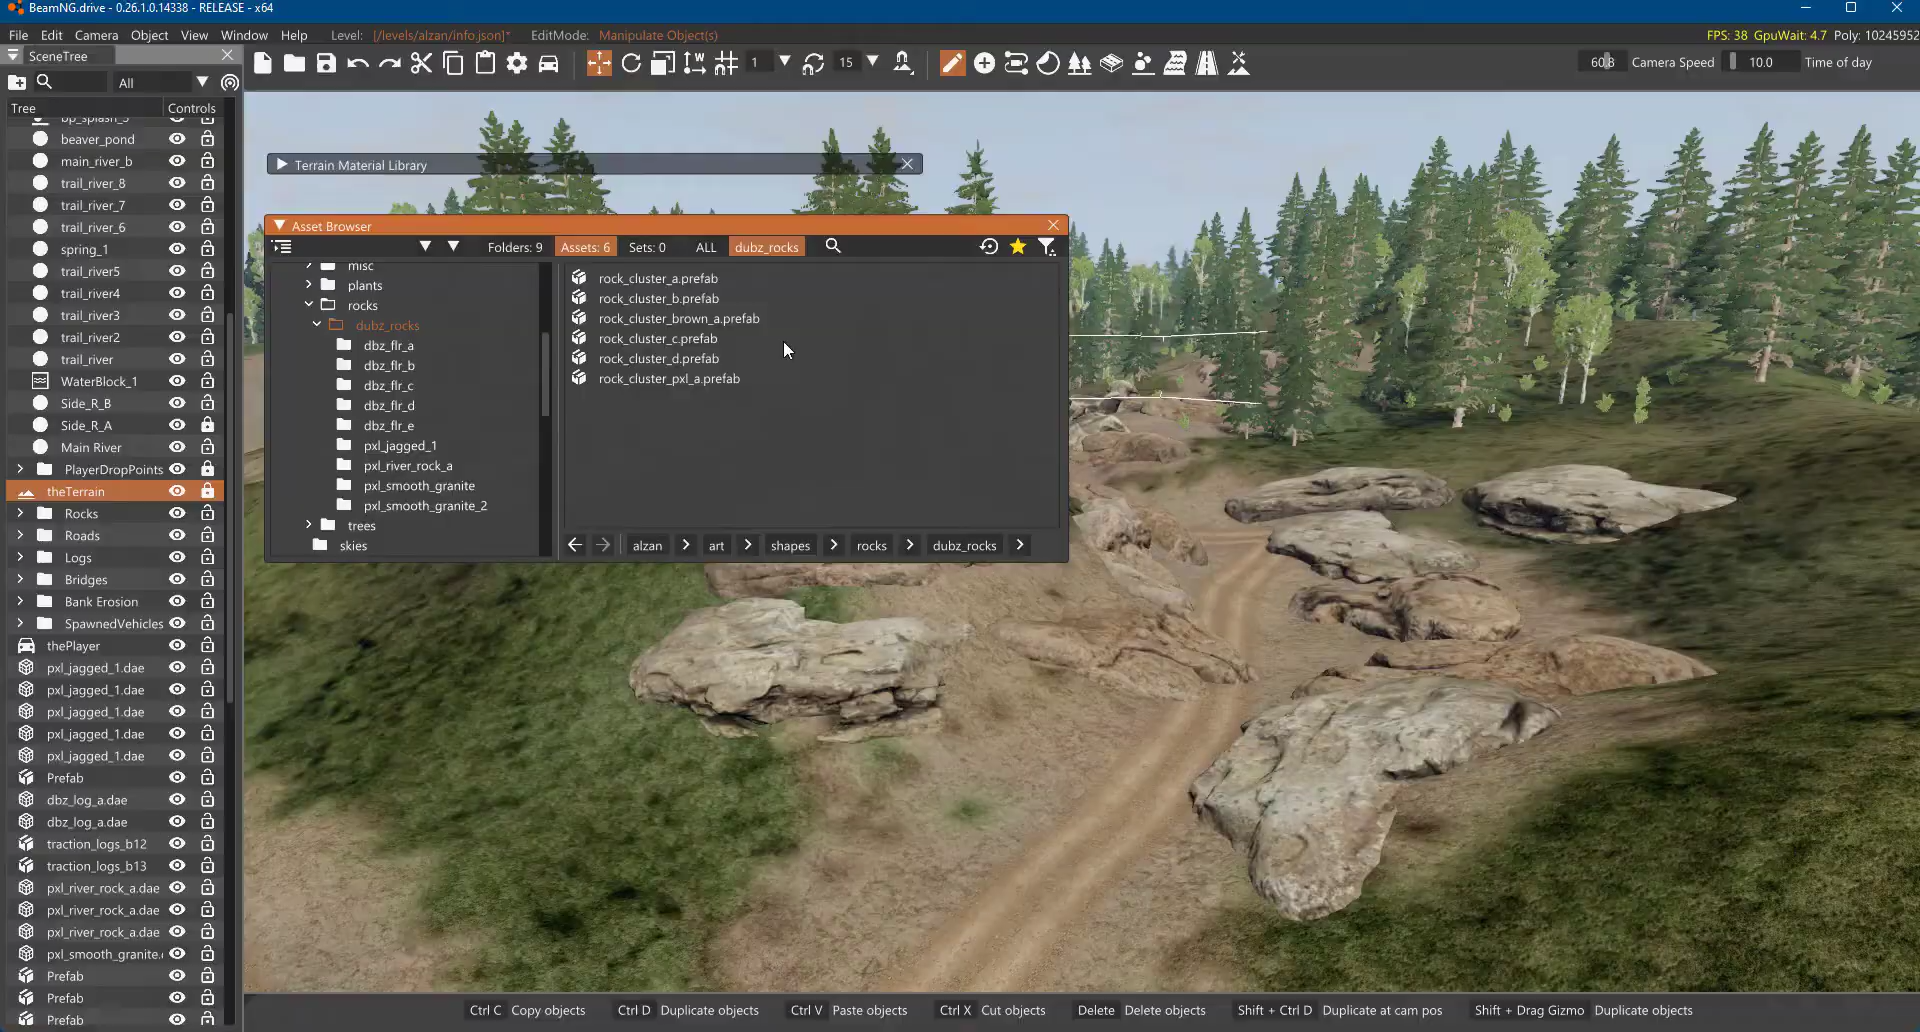 BeamNG.drive - 0.26.1.0.14338 - RELEASE - x64
File Edit Camera Object View Window Help Level: [/levels/alzan/info.json]* EditMode: Manipulate Object(s) FPS: 38 GpuWait: 4.7 Poly: 10245952
SceneTree
1 15 60.8 Camera Speed 10.0 Time of day
All
Tree Controls
bp_splash_3
beaver_pond
main_river_b
trail_river_8
trail_river_7
trail_river_6
spring_1
trail_river5
trail_river4
trail_river3
trail_river2
trail_river
WaterBlock_1
Side_R_B
Side_R_A
Main River
PlayerDropPoints
theTerrain
Rocks
Roads
Logs
Bridges
Bank Erosion
SpawnedVehicles
thePlayer
pxl_jagged_1.dae
pxl_jagged_1.dae
pxl_jagged_1.dae
pxl_jagged_1.dae
pxl_jagged_1.dae
Prefab
dbz_log_a.dae
dbz_log_a.dae
traction_logs_b12
traction_logs_b13
pxl_river_rock_a.dae
pxl_river_rock_a.dae
pxl_river_rock_a.dae
pxl_smooth_granite.
Prefab
Prefab
Prefab
Terrain Material Library
Asset Browser
Folders: 9 Assets: 6 Sets: 0 ALL dubz_rocks
misc
plants
rocks
dubz_rocks
dbz_flr_a
dbz_flr_b
dbz_flr_c
dbz_flr_d
dbz_flr_e
pxl_jagged_1
pxl_river_rock_a
pxl_smooth_granite
pxl_smooth_granite_2
trees
skies
rock_cluster_a.prefab
rock_cluster_b.prefab
rock_cluster_brown_a.prefab
rock_cluster_c.prefab
rock_cluster_d.prefab
rock_cluster_pxl_a.prefab
alzan > art > shapes > rocks > dubz_rocks >
Ctrl C Copy objects Ctrl D Duplicate objects Ctrl V Paste objects Ctrl X Cut objects Delete Delete objects Shift + Ctrl D Duplicate at cam pos Shift + Drag Gizmo Duplicate objects